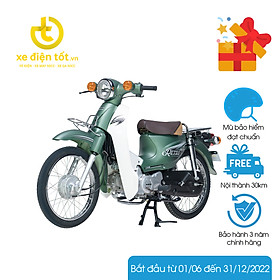 xe điện tốt.vn
Mũ bảo hiểm
đạt chuẩn
FREE
Nội thành 30km
Bảo hành 3 năm
chính hãng
Bắt đầu từ 01/06 đến 31/12/2022